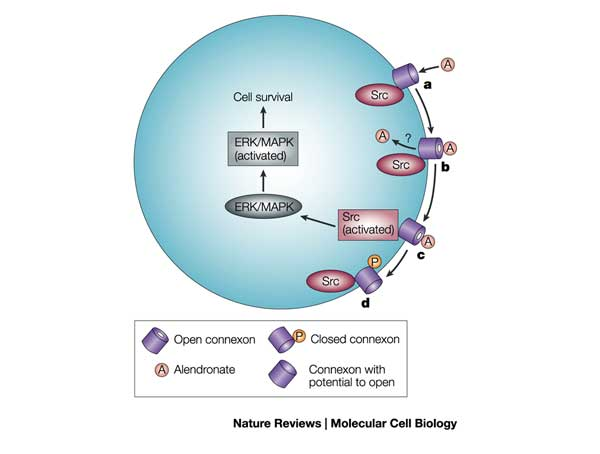 A
a
Src
Cell survival
A
?
A
ERK/MAPK
(activated)
Src
b
ERK/MAPK
Src
(activated)
A
c
P
Src
d
Open connexon
P
Closed connexon
A
Alendronate
Connexon with
potential to open
Nature Reviews | Molecular Cell Biology